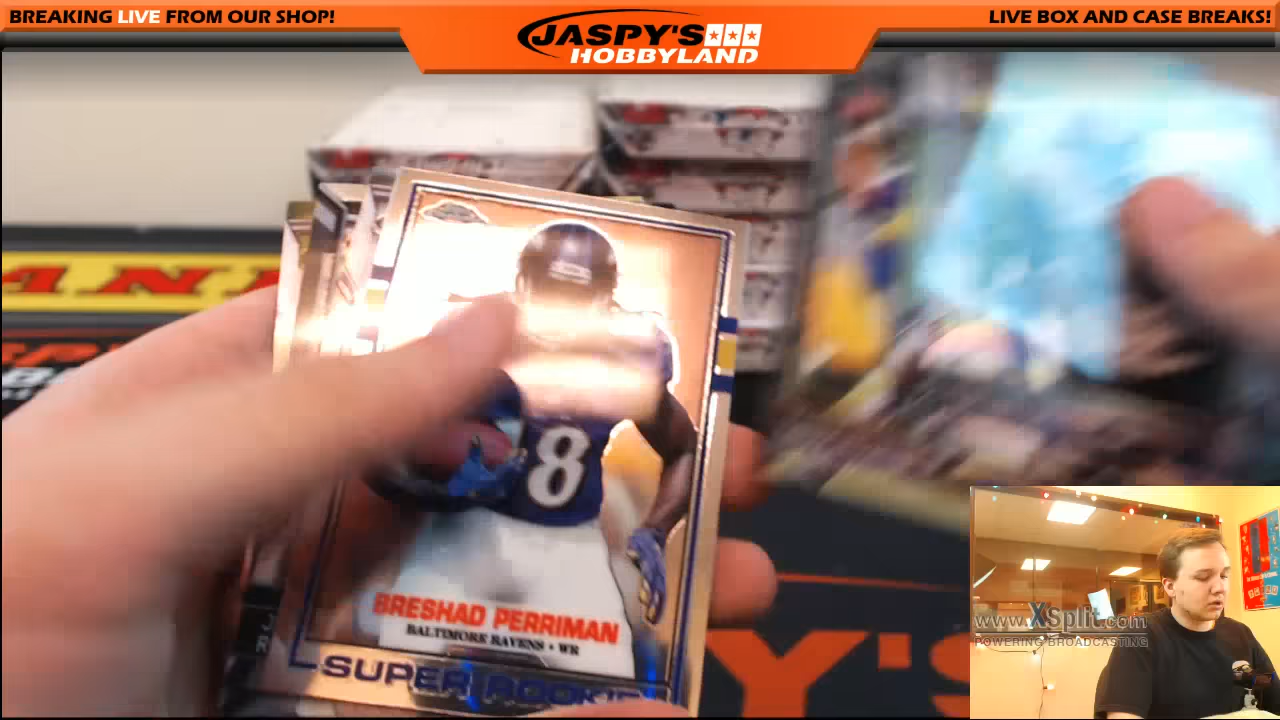 BREAKING LIVE FROM OUR SHOP!
JASPY'S
HOBBYLAND
LIVE BOX AND CASE BREAKS!
8
BRESHAD PERRIMAN
BALTIMORE RAVENS • WR
SUPER ROOKIE
Y'S
www.XSplit.com
POWERING BROADCASTING